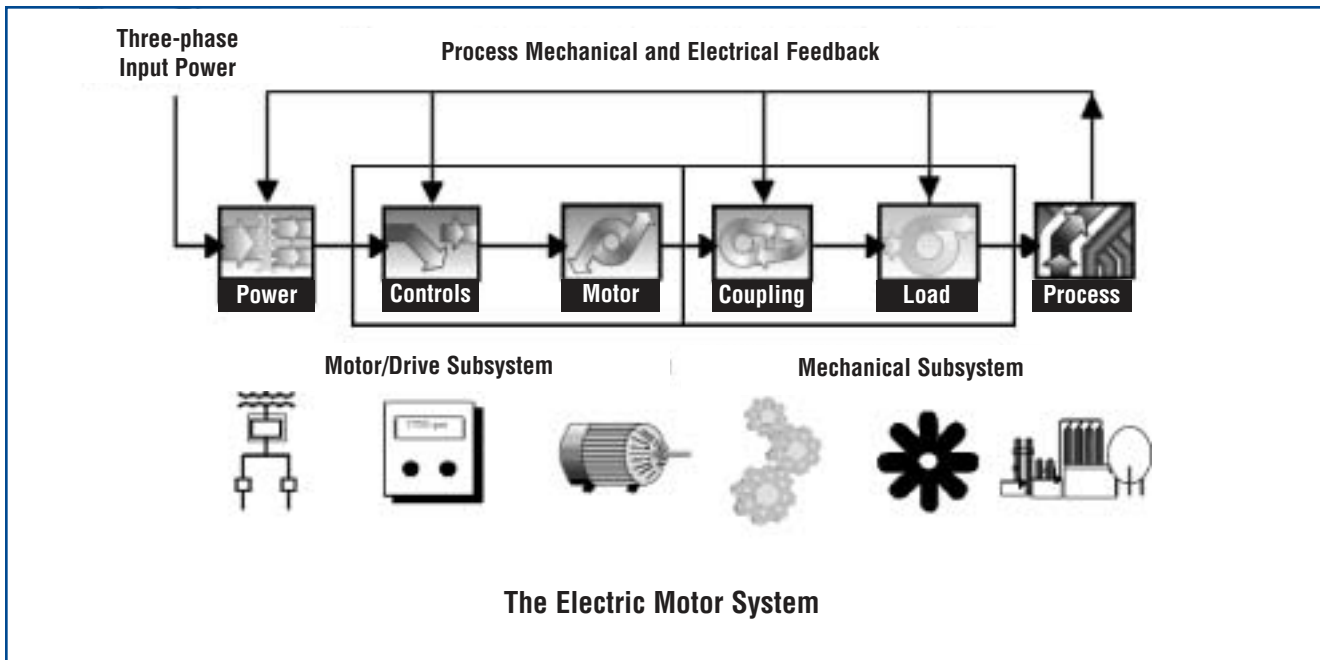 Three-phase
Input Power
Process Mechanical and Electrical Feedback
Power
Controls
Motor
Coupling
Load
Process
Motor/Drive Subsystem
Mechanical Subsystem
The Electric Motor System